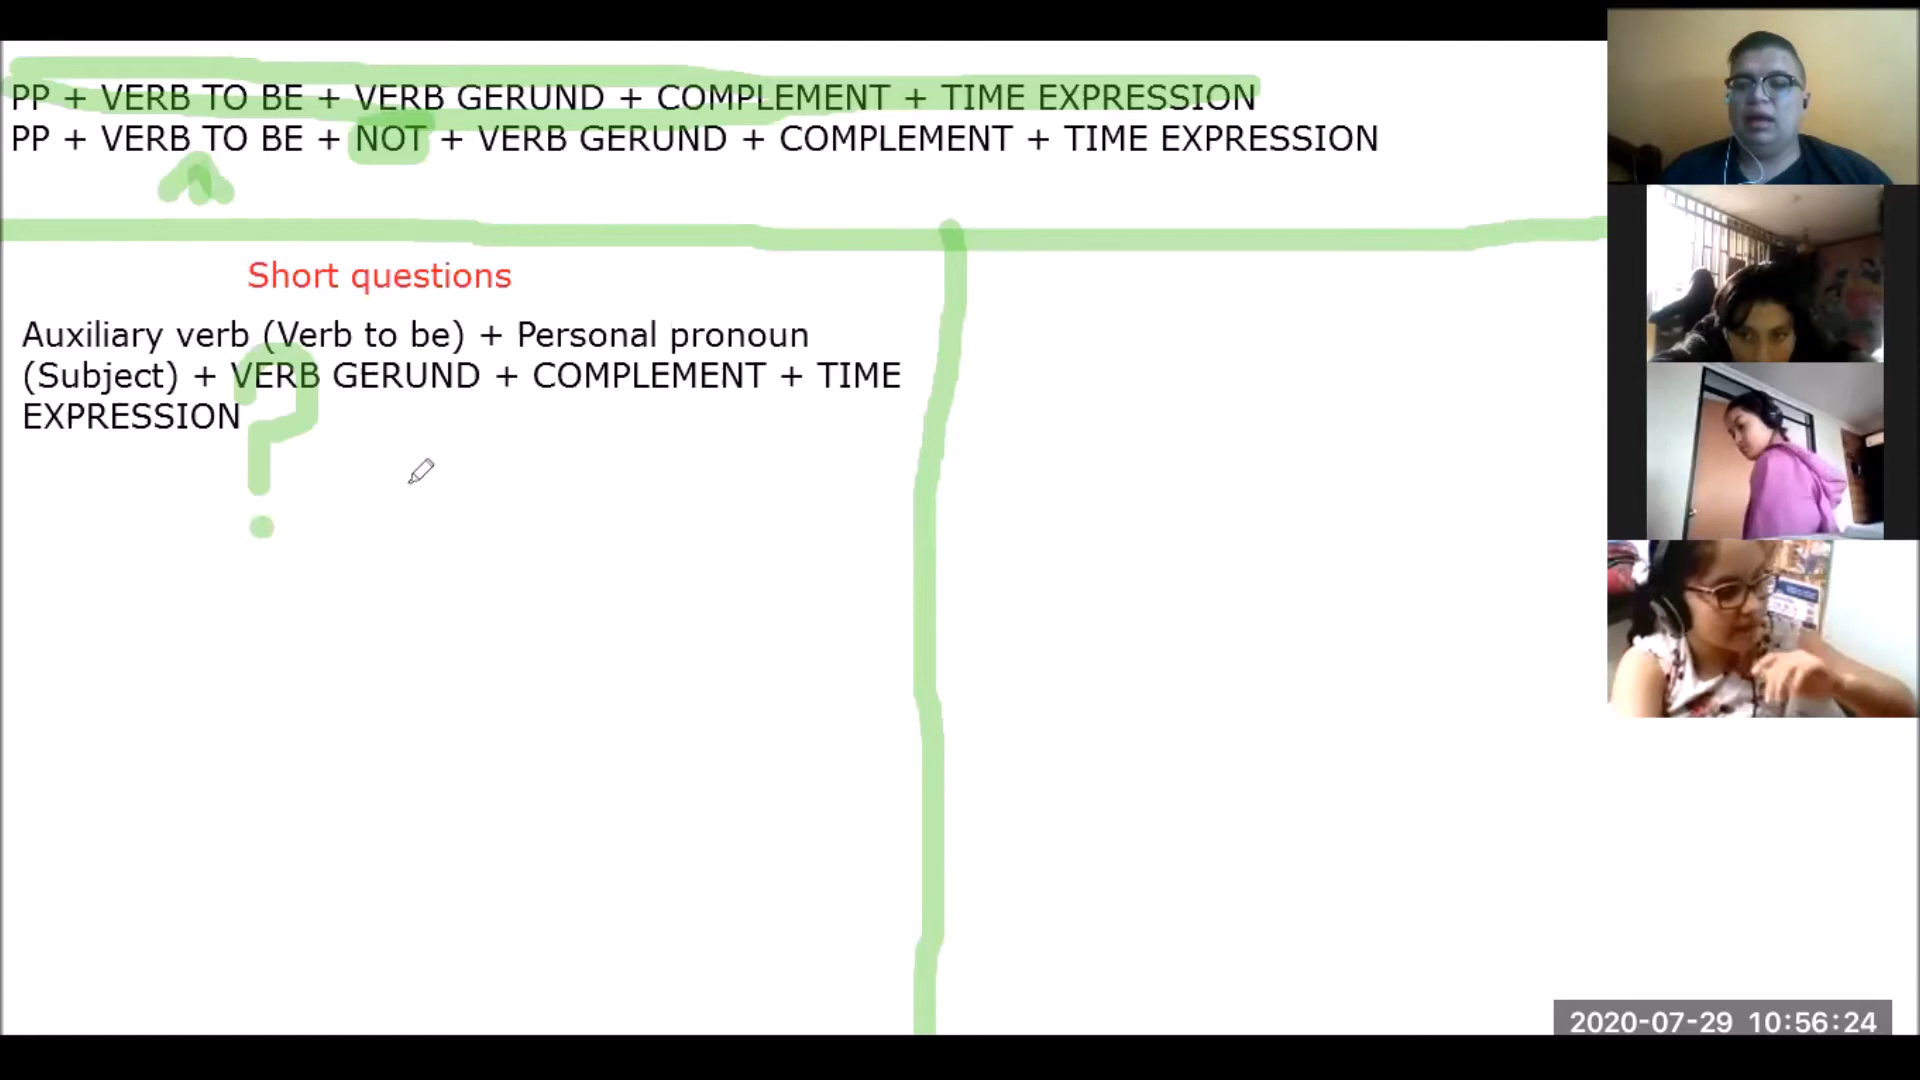 PP + VERB TO BE + VERB GERUND + COMPLEMENT + TIME EXPRESSION
PP + VERB TO BE + NOT + VERB GERUND + COMPLEMENT + TIME EXPRESSION
Short questions
Auxiliary verb (Verb to be) + Personal pronoun
(Subject) + VERB GERUND + COMPLEMENT + TIME
EXPRESSION
?
2020-07-29 10:56:24